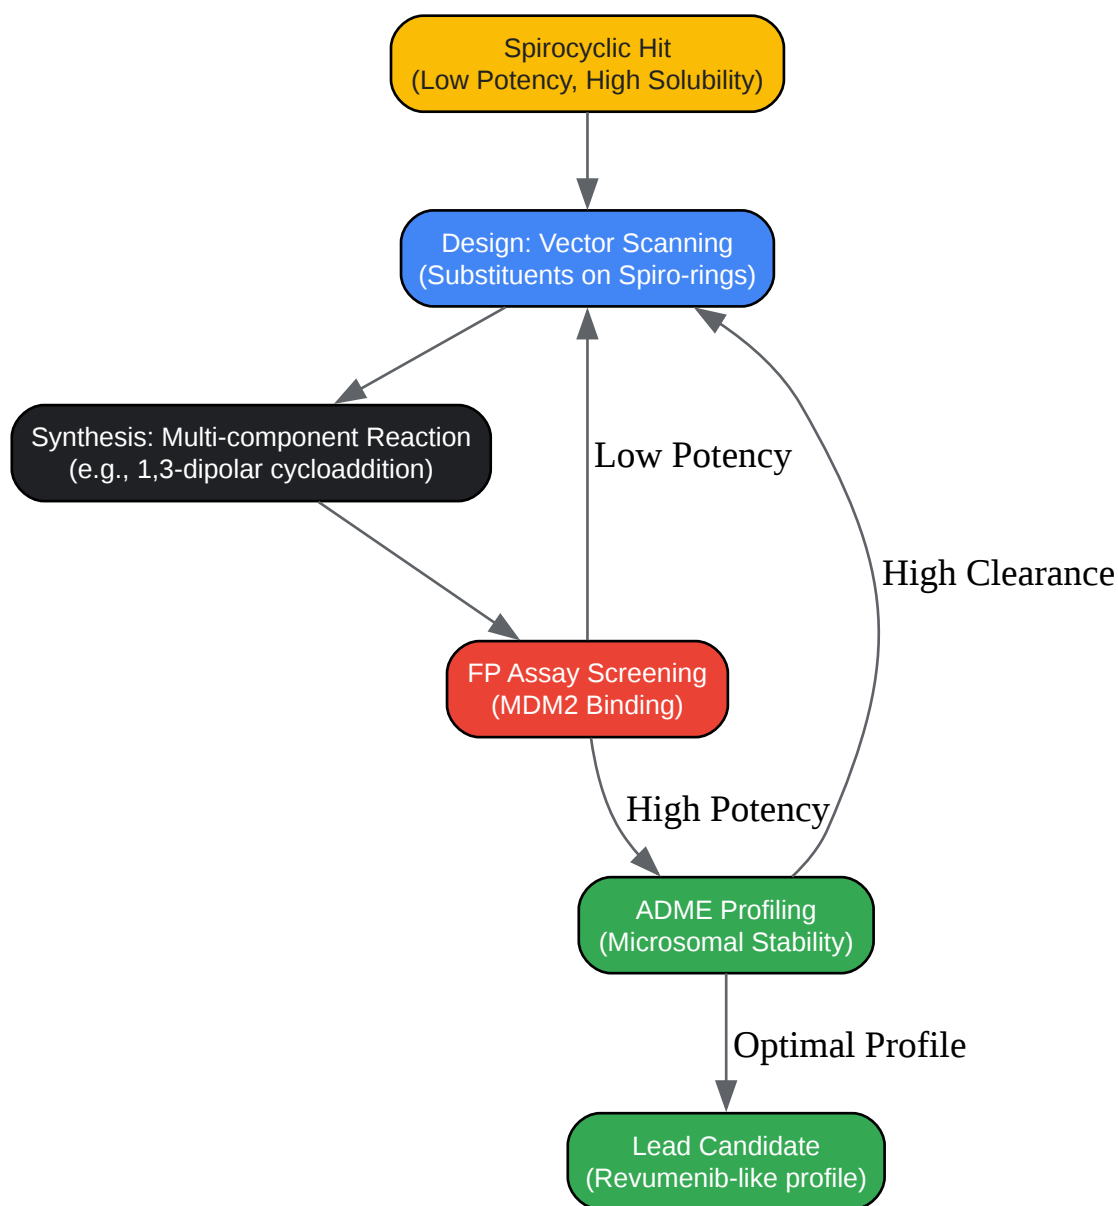 Spirocyclic Hit
(Low Potency, High Solubility)
Design: Vector Scanning
(Substituents on Spiro-rings)
Synthesis: Multi-component Reaction
(e.g., 1,3-dipolar cycloaddition)
Low Potency
High Clearance
FP Assay Screening
(MDM2 Binding)
High Potency
ADME Profiling
(Microsomal Stability)
Optimal Profile
Lead Candidate
(Revumenib-like profile)